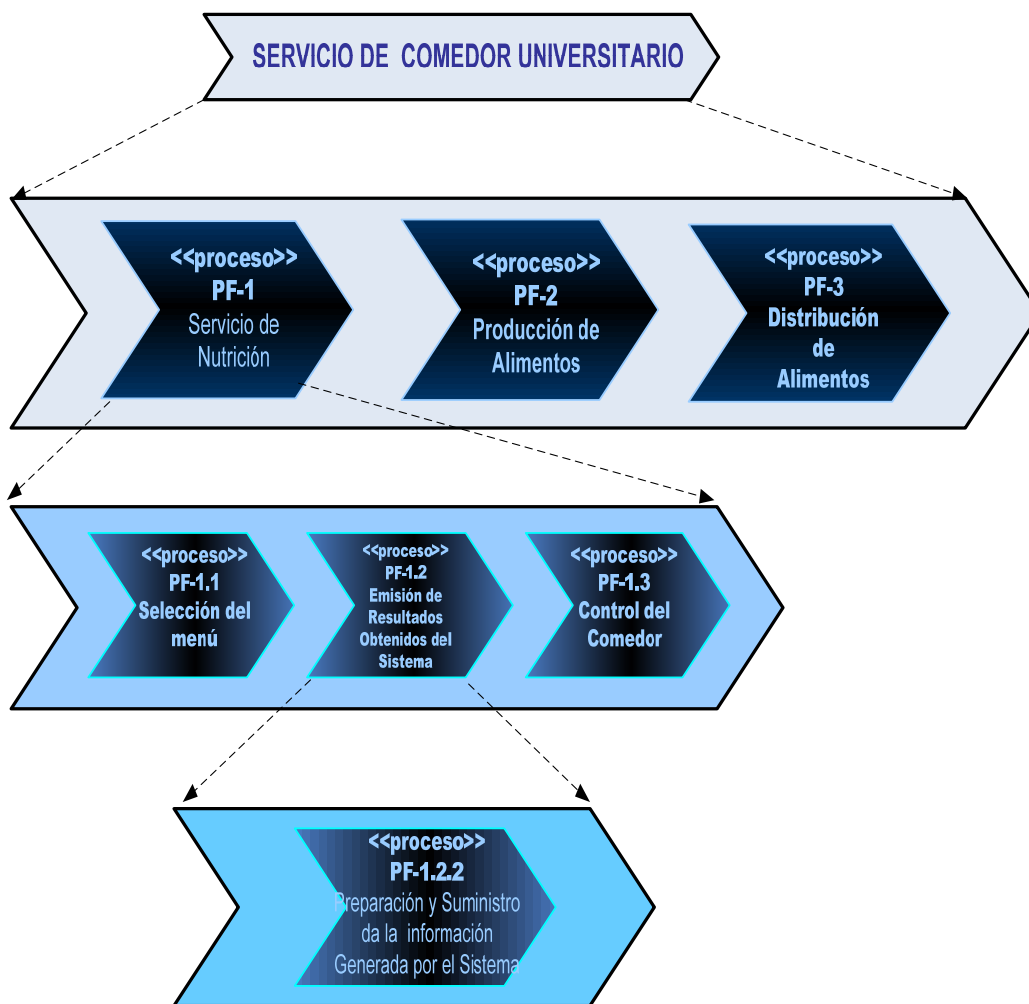 SERVICIO DE COMEDOR UNIVERSITARIO
<<proceso>>
PF-1
Servicio de
Nutrición
<<proceso>>
PF-2
Producción de
Alimentos
<<proceso>>
PF-3
Distribución
de
Alimentos
<<proceso>>
PF-1.1
Selección del
menú
<<proceso>>
PF-1.2
Emisión de
Resultados
Obtenidos del
Sistema
<<proceso>>
PF-1.3
Control del
Comedor
<<proceso>>
PF-1.2.2
Preparación y Suministro
da la información
Generada por el Sistema